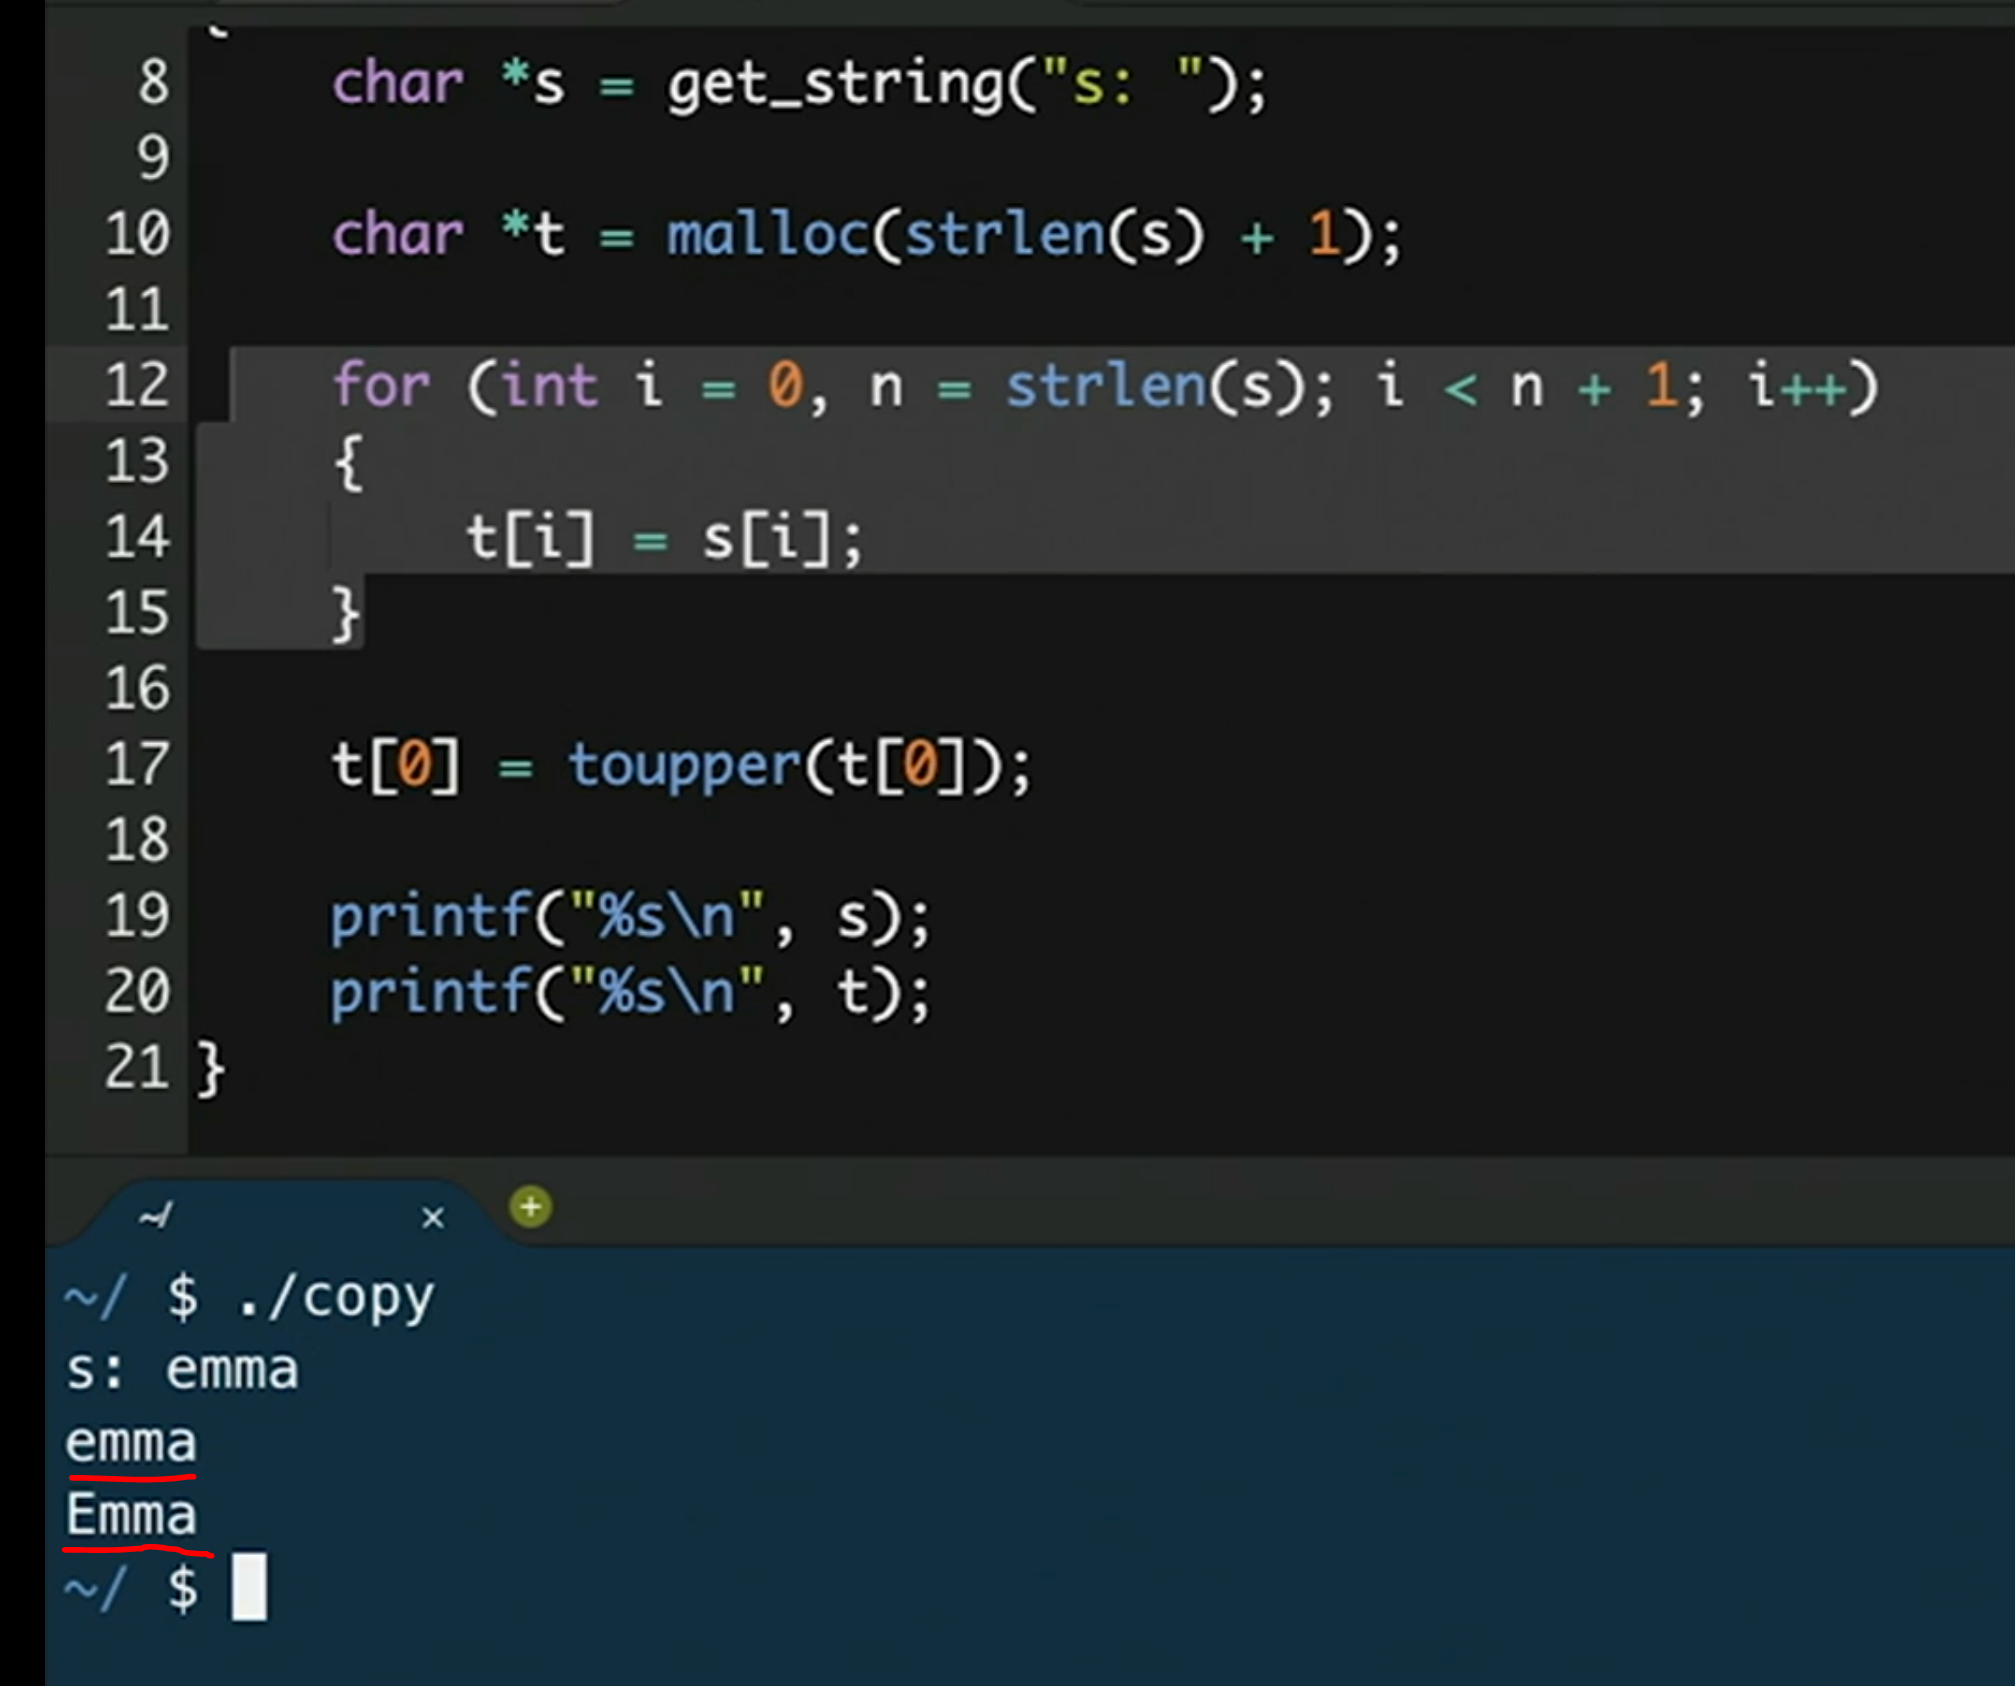 {
8 char *s = get_string("s: ");
9
10 char *t = malloc(strlen(s) + 1);
11
12 for (int i = 0, n = strlen(s); i < n + 1; i++)
13 {
14 t[i] = s[i];
15 }
16
17 t[0] = toupper(t[0]);
18
19 printf("%s\n", s);
20 printf("%s\n", t);
21 }
~/ × +
~/ $ ./copy
s: emma
emma
Emma
~/ $